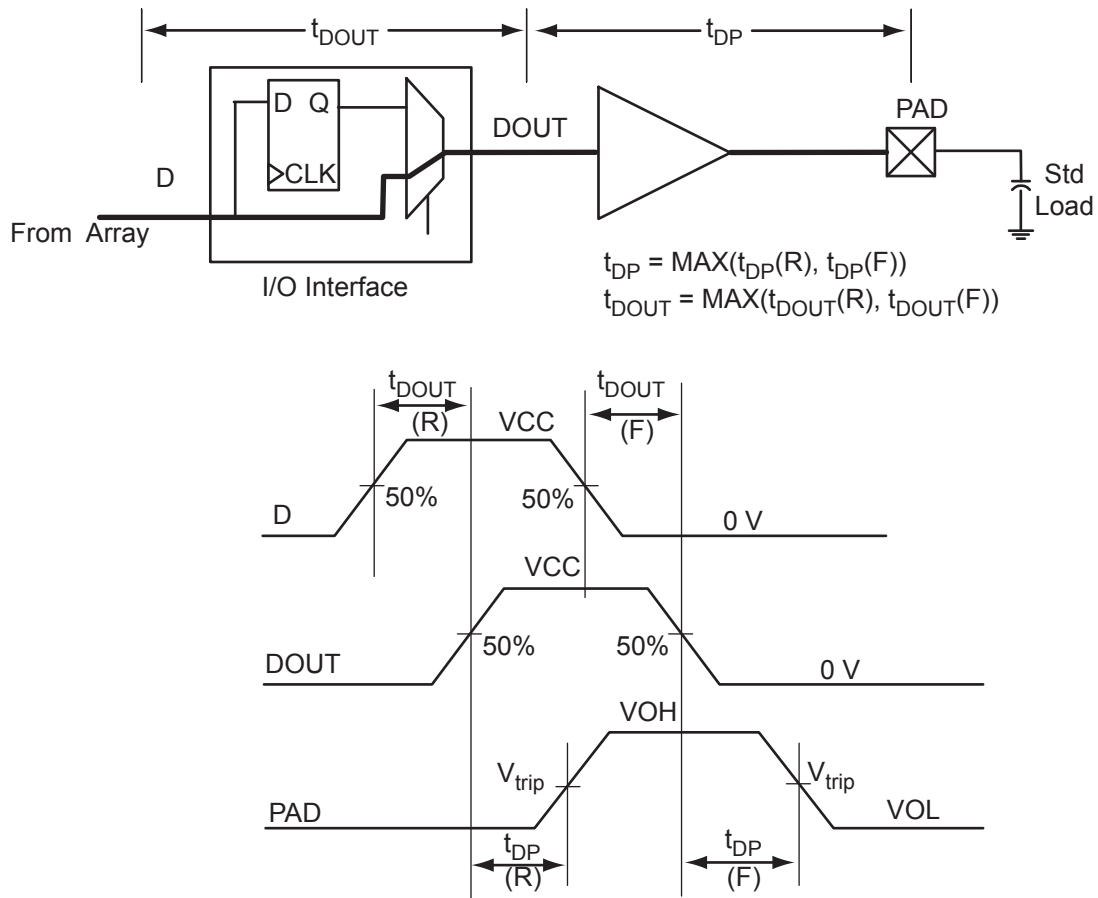 tDOUT
tDP
D Q
CLK
D
From Array
I/O Interface
DOUT
PAD
Std
Load
tDP = MAX(tDP(R), tDP(F))
tDOUT = MAX(tDOUT(R), tDOUT(F))
tDOUT
(R)
VCC
tDOUT
(F)
50%
50%
D
0 V
VCC
50%
50%
DOUT
0 V
VOH
Vtrip
Vtrip
PAD
VOL
tDP
(R)
tDP
(F)